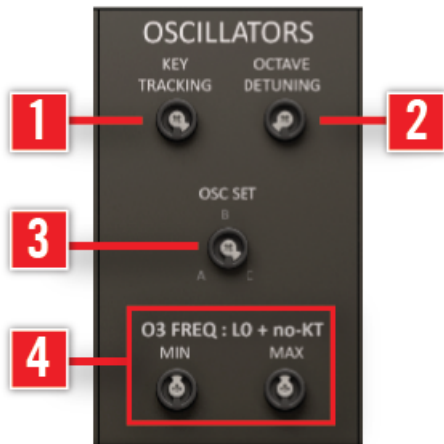 OSCILLATORS
KEY OCTAVE
TRACKING DETUNING
1
2
OSC SET
B
3
A C
O3 FREQ : LO + no-KT
4
MIN MAX